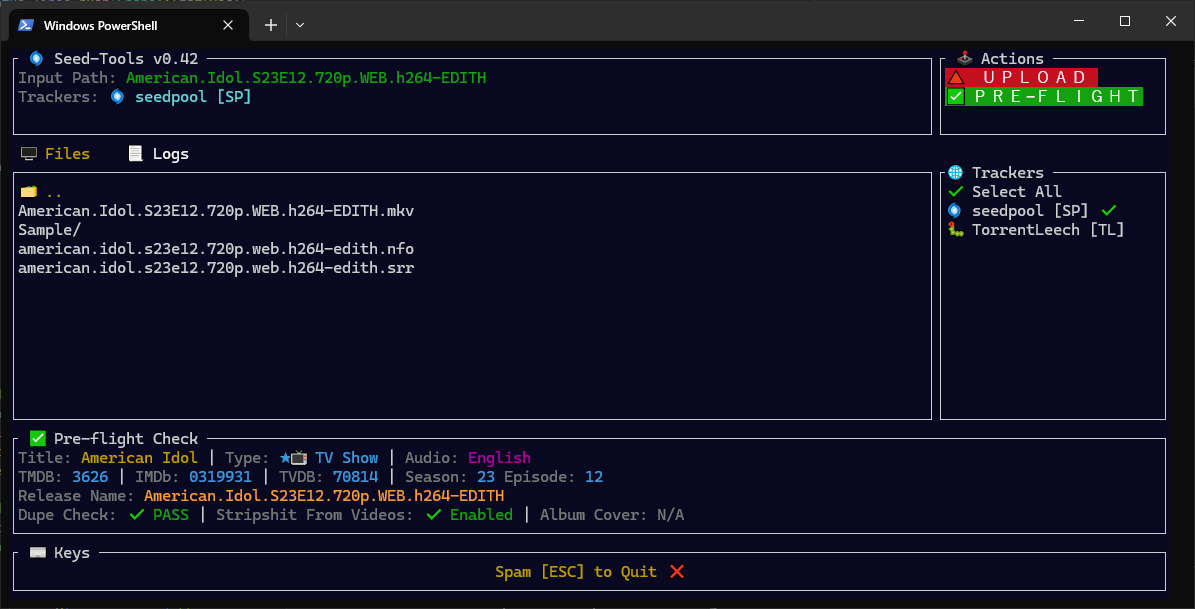 Windows PowerShell
Seed-Tools v0.42
Input Path: American.Idol.S23E12.720p.WEB.h264-EDITH
Trackers: seedpool [SP]
Actions
UPLOAD
PRE-FLIGHT
Files Logs
..
American.Idol.S23E12.720p.WEB.h264-EDITH.mkv
Sample/
american.idol.s23e12.720p.web.h264-edith.nfo
american.idol.s23e12.720p.web.h264-edith.srr
Trackers
Select All
seedpool [SP]
TorrentLeech [TL]
Pre-flight Check
Title: American Idol | Type: TV Show | Audio: English
TMDB: 3626 | IMDb: 0319931 | TVDB: 70814 | Season: 23 Episode: 12
Release Name: American.Idol.S23E12.720p.WEB.h264-EDITH
Dupe Check: PASS | Stripshit From Videos: Enabled | Album Cover: N/A
Keys
Spam [ESC] to Quit